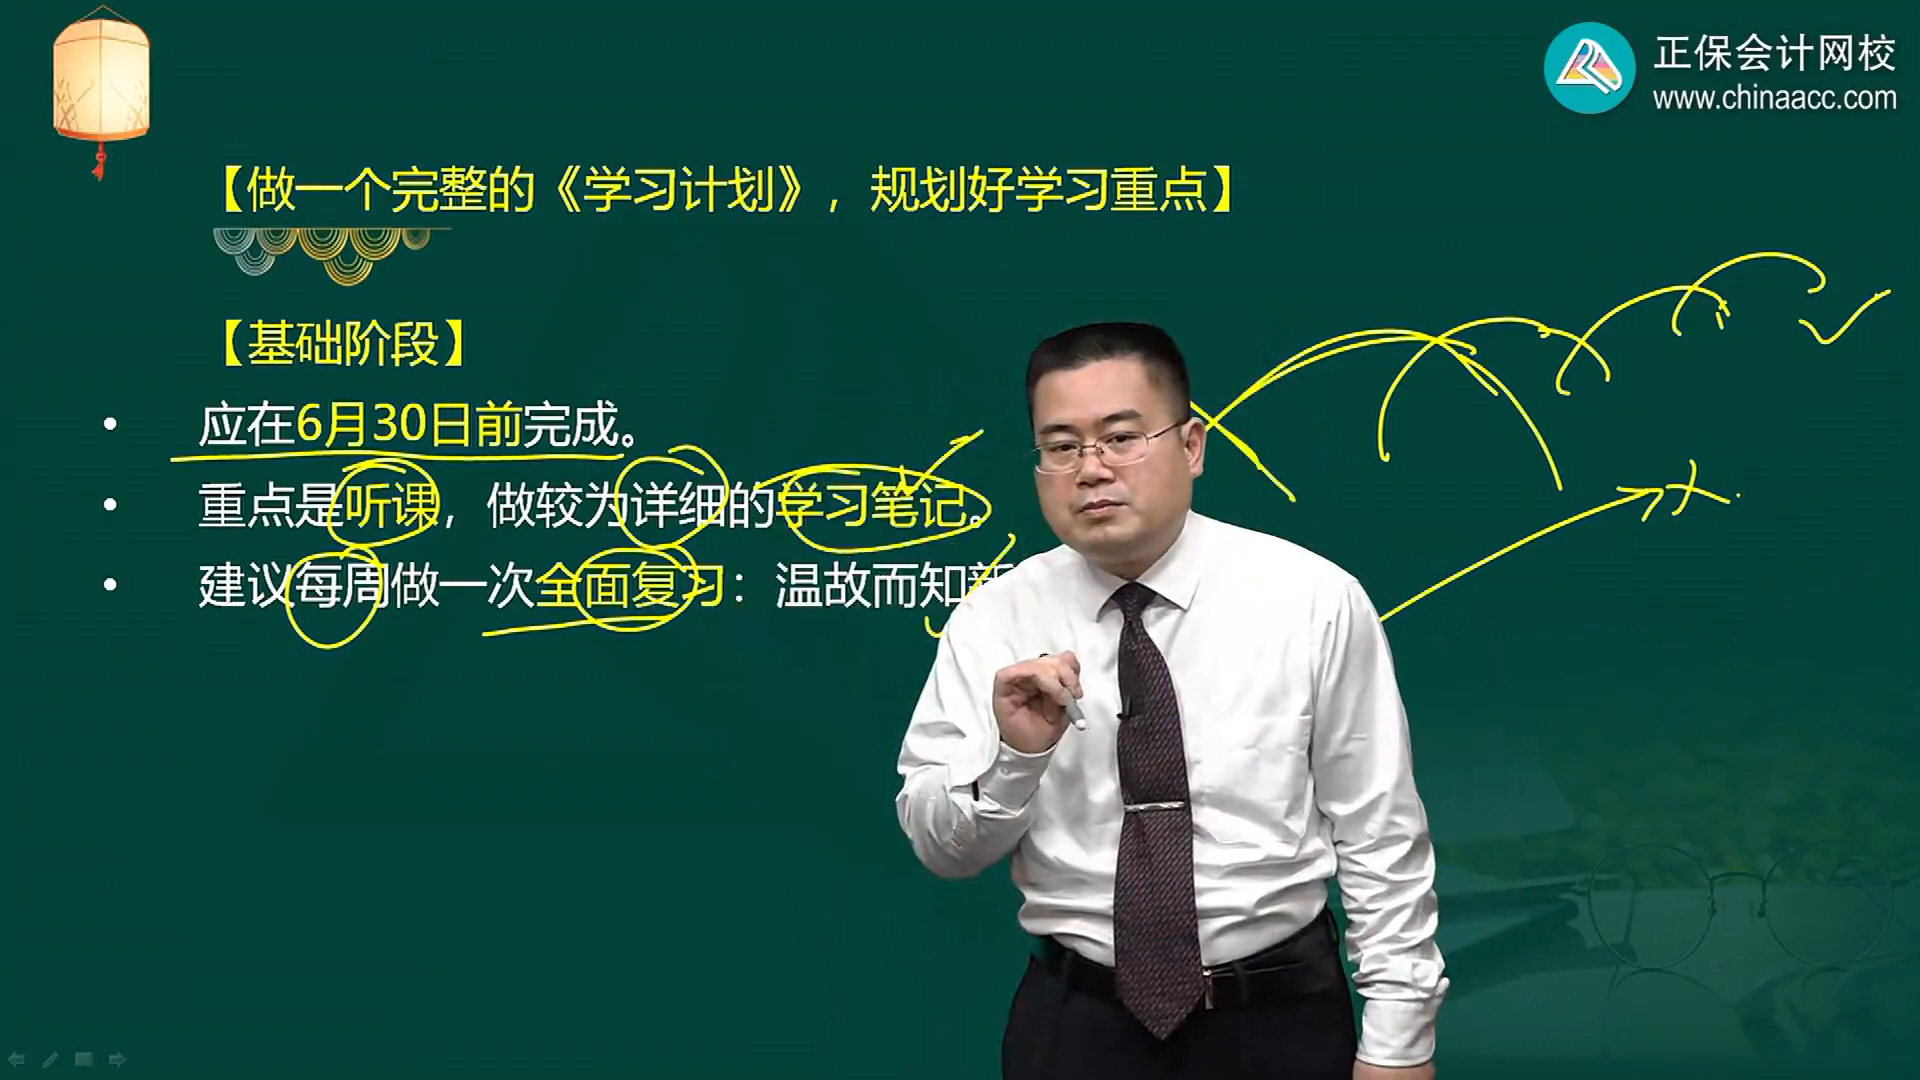 正保会计网校
www.chinaacc.com
【做一个完整的《学习计划》，规划好学习重点】
【基础阶段】
• 应在6月30日前完成。
• 重点是听课，做较为详细的学习笔记。
• 建议每周做一次全面复习：温故而知新